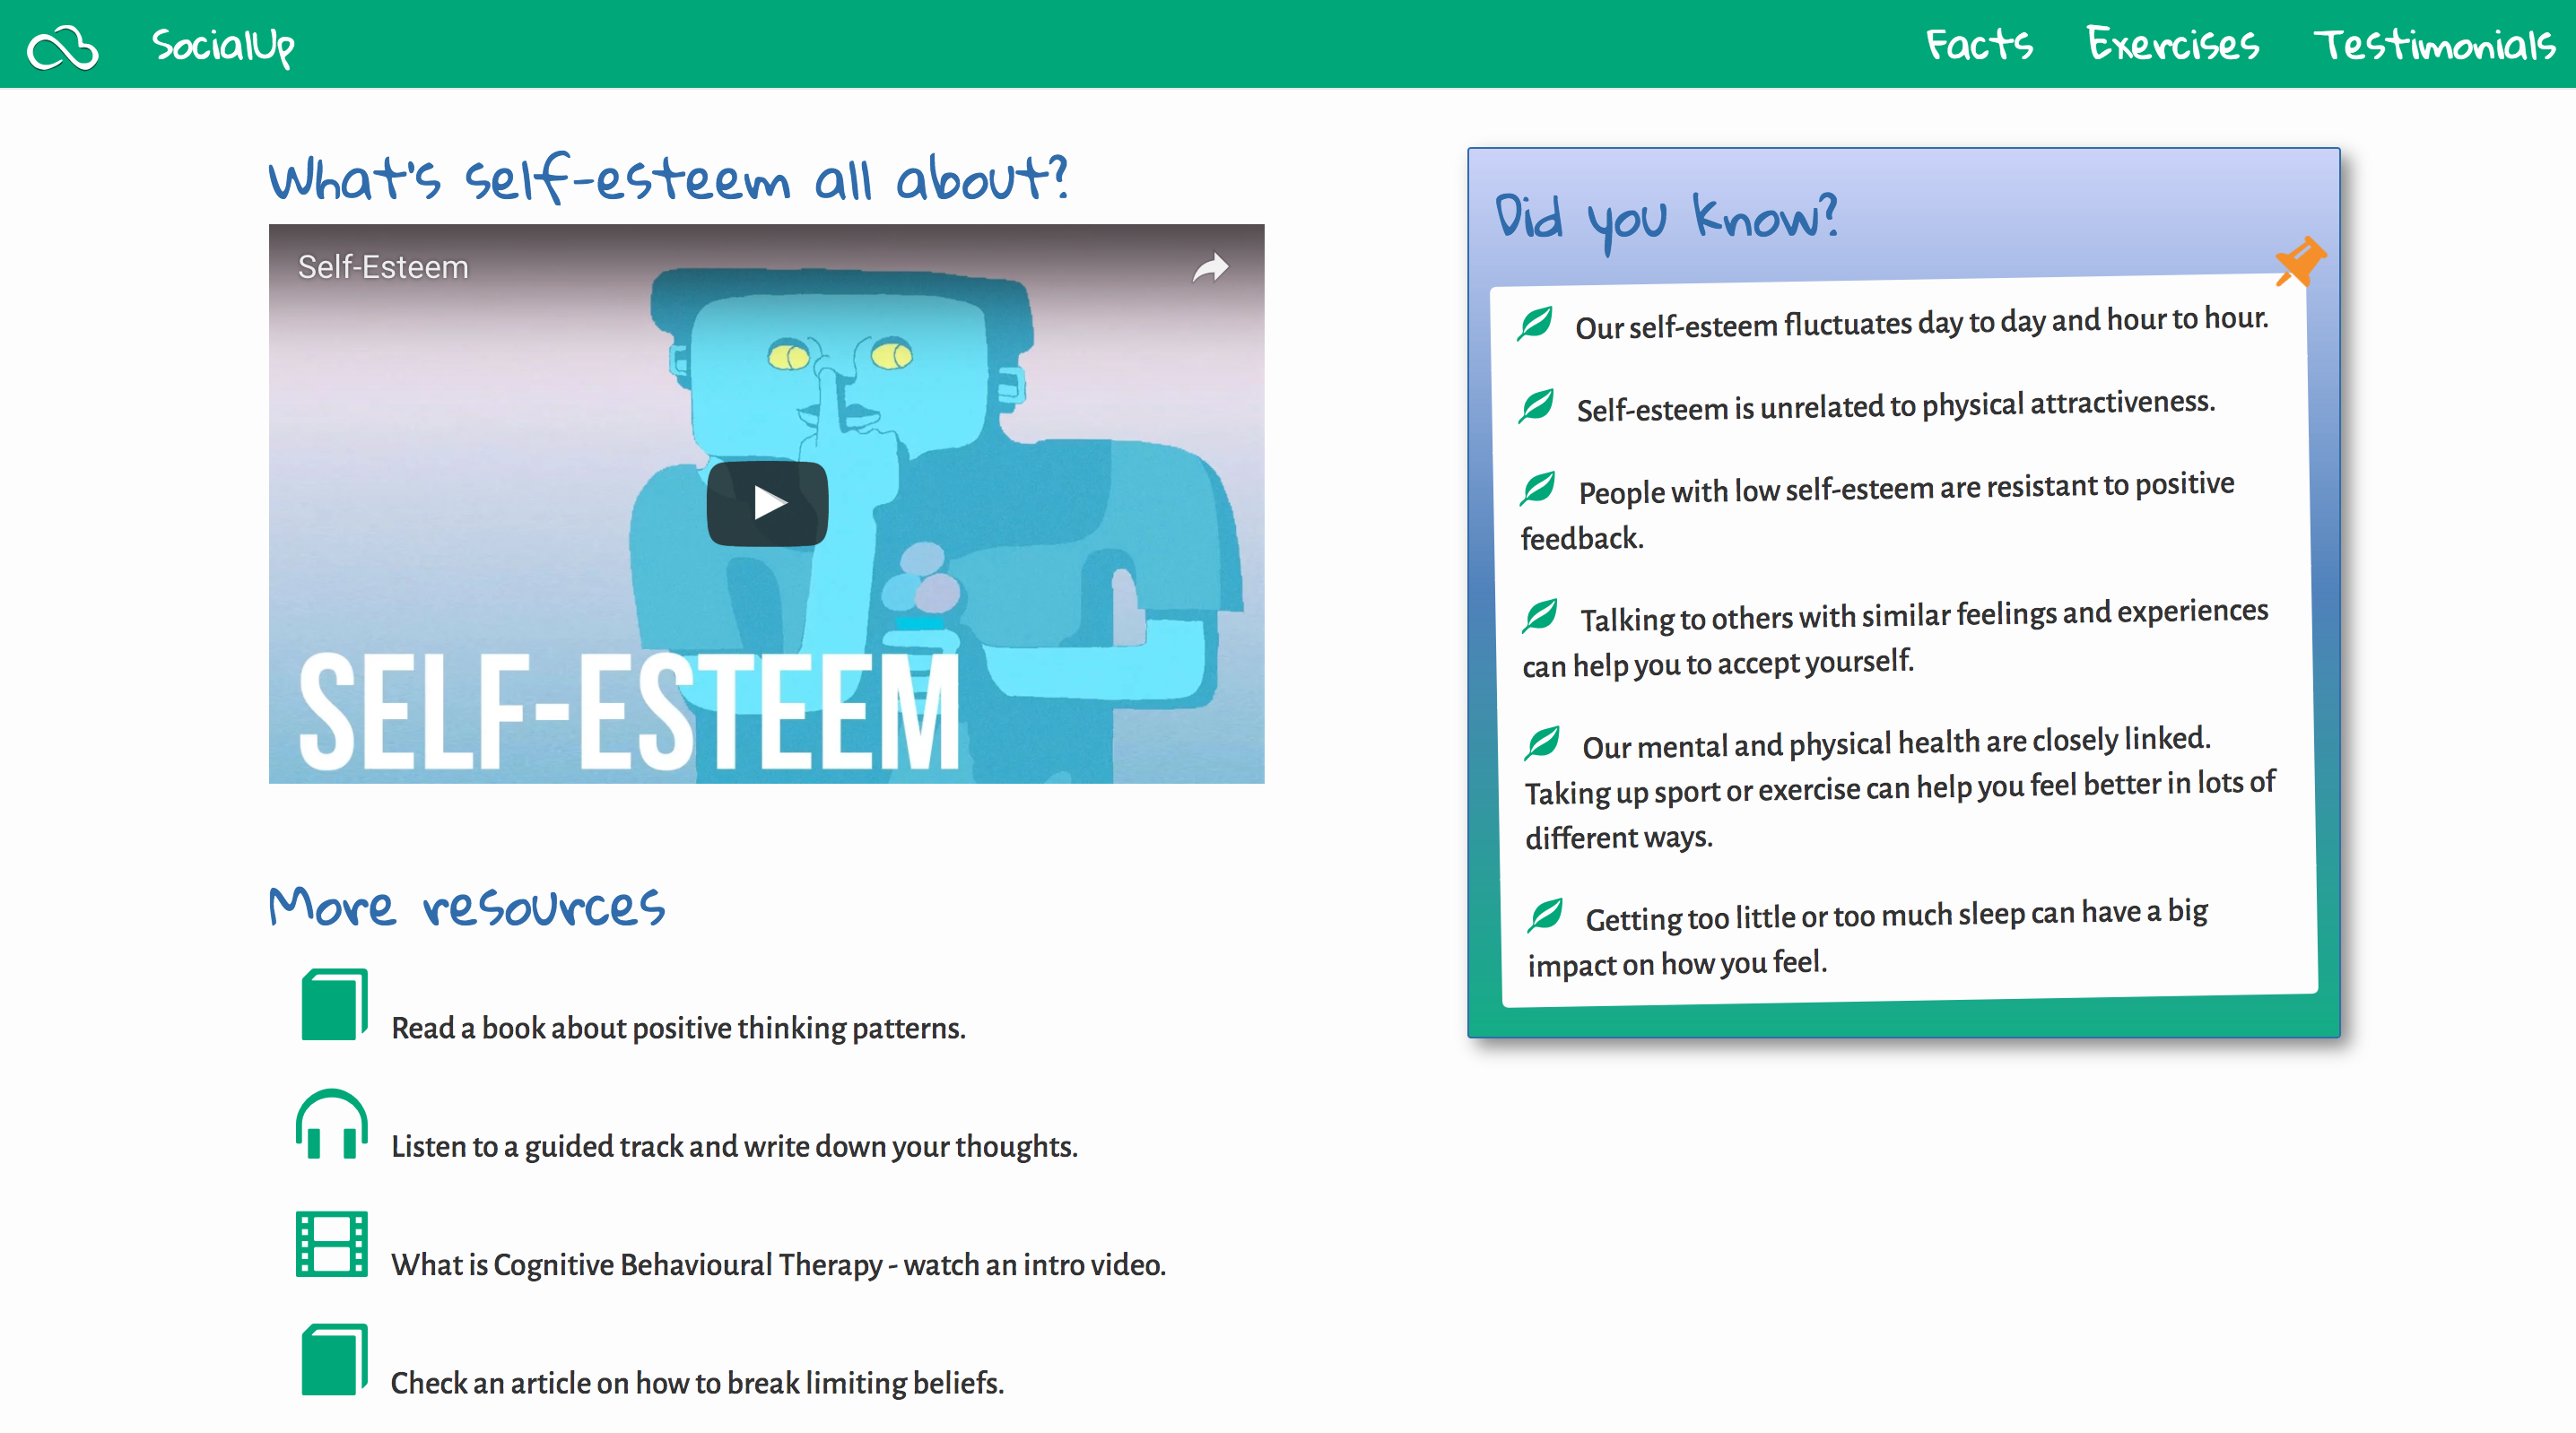 SocialUp
Facts
Exercises
Testimonials
What's self-esteem all about?
Self-Esteem
SELF-ESTEEM
More resources
Read a book about positive thinking patterns.
Listen to a guided track and write down your thoughts.
What is Cognitive Behavioural Therapy - watch an intro video.
Check an article on how to break limiting beliefs.
Did you know?
Our self-esteem fluctuates day to day and hour to hour.
Self-esteem is unrelated to physical attractiveness.
People with low self-esteem are resistant to positive
feedback.
Talking to others with similar feelings and experiences
can help you to accept yourself.
Our mental and physical health are closely linked.
Taking up sport or exercise can help you feel better in lots of
different ways.
Getting too little or too much sleep can have a big
impact on how you feel.